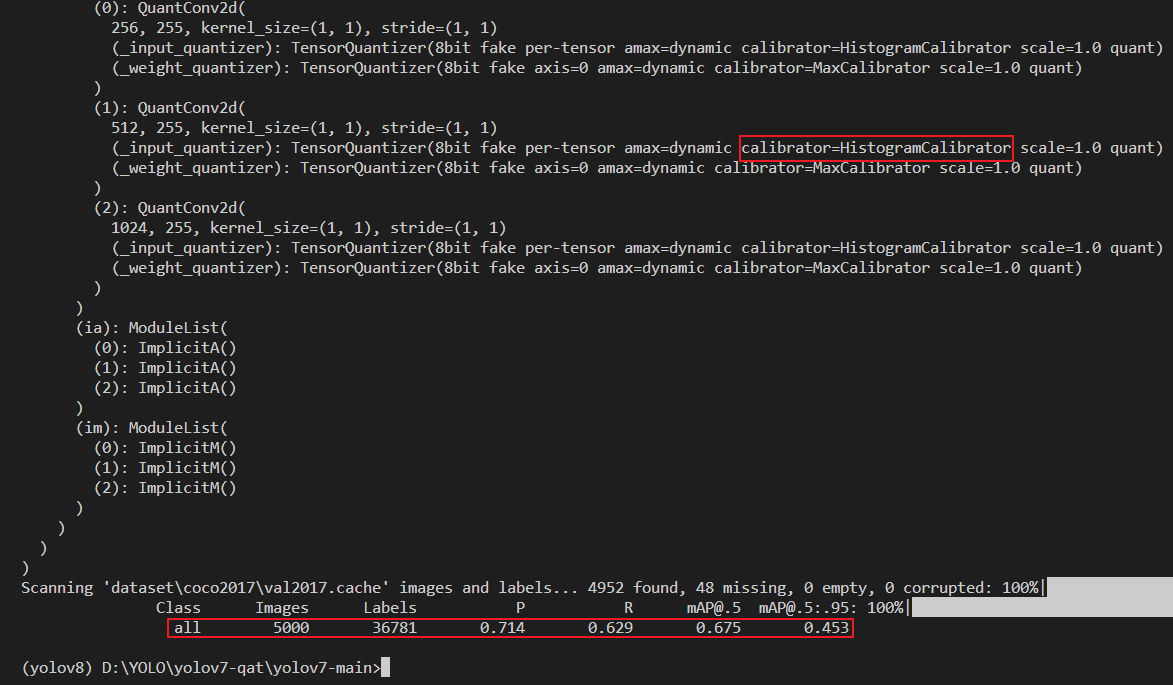 (0): QuantConv2d(
256, 255, kernel_size=(1, 1), stride=(1, 1)
(_input_quantizer): TensorQuantizer(8bit fake per-tensor amax=dynamic calibrator=HistogramCalibrator scale=1.0 quant)
(_weight_quantizer): TensorQuantizer(8bit fake axis=0 amax=dynamic calibrator=MaxCalibrator scale=1.0 quant)
)
(1): QuantConv2d(
512, 255, kernel_size=(1, 1), stride=(1, 1)
(_input_quantizer): TensorQuantizer(8bit fake per-tensor amax=dynamic calibrator=HistogramCalibrator scale=1.0 quant)
(_weight_quantizer): TensorQuantizer(8bit fake axis=0 amax=dynamic calibrator=MaxCalibrator scale=1.0 quant)
)
(2): QuantConv2d(
1024, 255, kernel_size=(1, 1), stride=(1, 1)
(_input_quantizer): TensorQuantizer(8bit fake per-tensor amax=dynamic calibrator=HistogramCalibrator scale=1.0 quant)
(_weight_quantizer): TensorQuantizer(8bit fake axis=0 amax=dynamic calibrator=MaxCalibrator scale=1.0 quant)
)
)
(ia): ModuleList(
(0): ImplicitA()
(1): ImplicitA()
(2): ImplicitA()
)
(im): ModuleList(
(0): ImplicitM()
(1): ImplicitM()
(2): ImplicitM()
)
)
)
)
Scanning 'dataset\coco2017\val2017.cache' images and labels... 4952 found, 48 missing, 0 empty, 0 corrupted: 100%|
Class Images Labels P R mAP@.5 mAP@.5:.95: 100%|
all 5000 36781 0.714 0.629 0.675 0.453
(yolov8) D:\YOLO\yolov7-qat\yolov7-main>